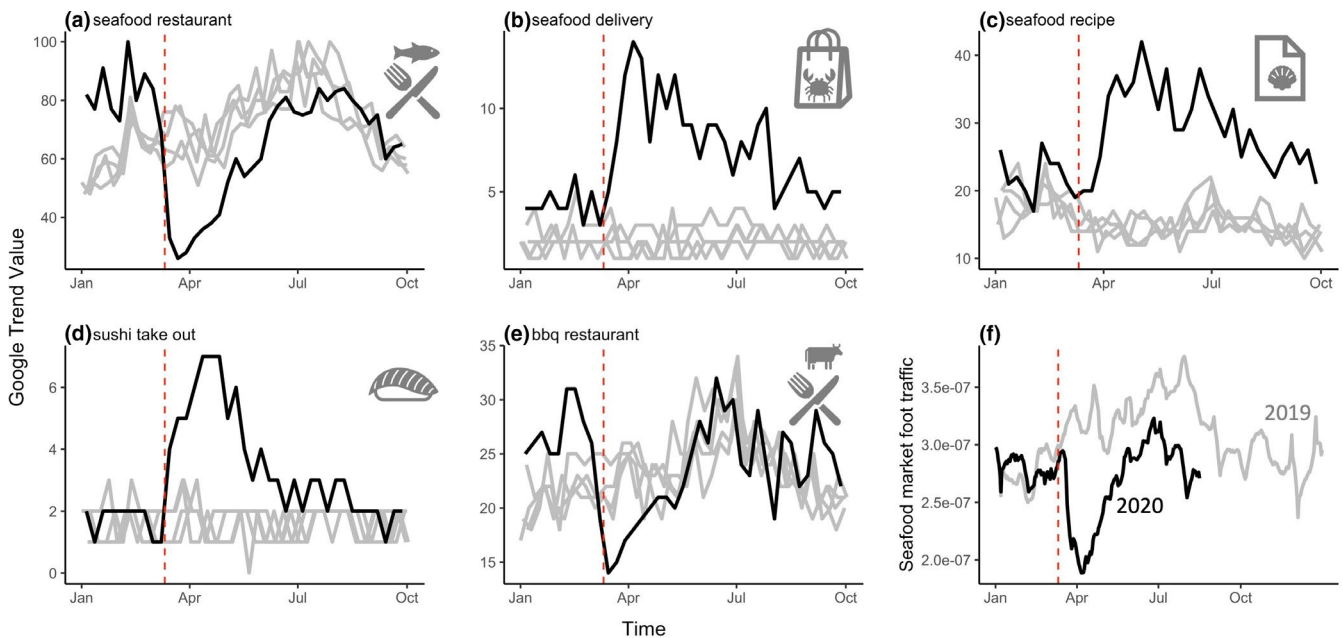 (a) seafood restaurant
(b) seafood delivery
(c) seafood recipe
100
80
60
40
Jan Apr Jul Oct
10
5
Jan Apr Jul Oct
40
30
20
10
Jan Apr Jul Oct
Google Trend Value
(d) sushi take out
(e) bbq restaurant
(f)
6
4
2
0
Jan Apr Jul Oct
35
30
25
20
15
Jan Apr Jul Oct
Seafood market foot traffic
3.5e-07
3.0e-07
2.5e-07
2.0e-07
2019
2020
Jan Apr Jul Oct
Time